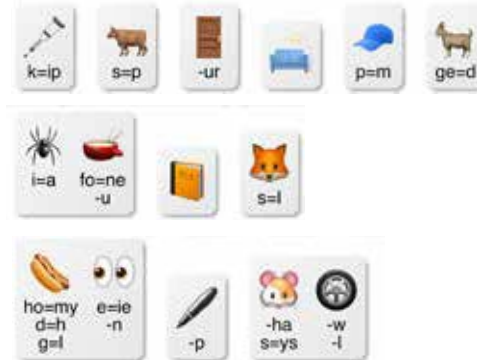 k=ip s=p -ur p=m ge=d
i=a fo=ne
-u s=l
ho=my e=ie
d=h -n -p -ha -w
g=l s=ys -l